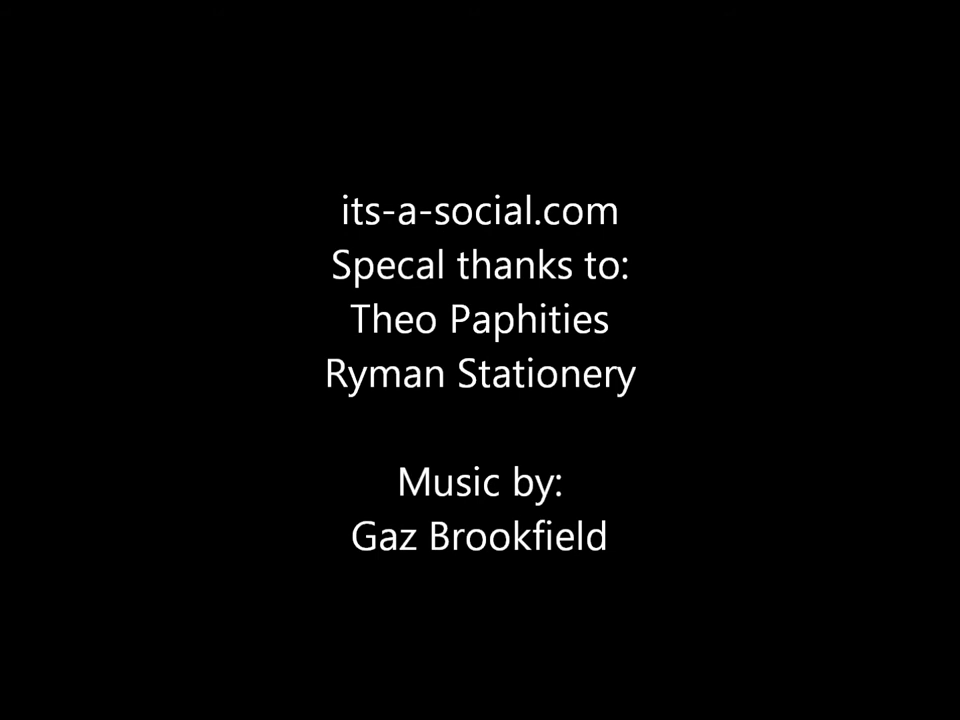 its-a-social.com
Specal thanks to:
Theo Paphities
Ryman Stationery
Music by:
Gaz Brookfield